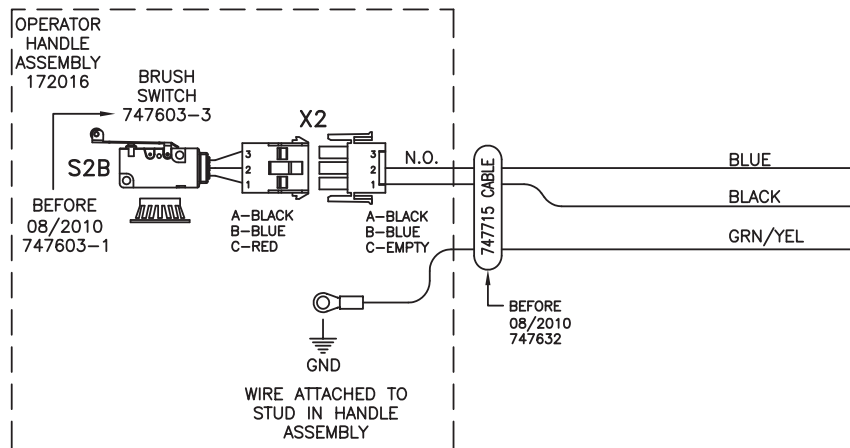 OPERATOR
HANDLE
ASSEMBLY
172016
BRUSH
SWITCH
747603-3
S2B
BEFORE
08/2010
747603-1
X2
3
2
1
3
2
1
A-BLACK
B-BLUE
C-RED
A-BLACK
B-BLUE
C-EMPTY
N.O.
747715 CABLE
BLUE
BLACK
GRN/YEL
BEFORE
08/2010
747632
GND
WIRE ATTACHED TO
STUD IN HANDLE
ASSEMBLY